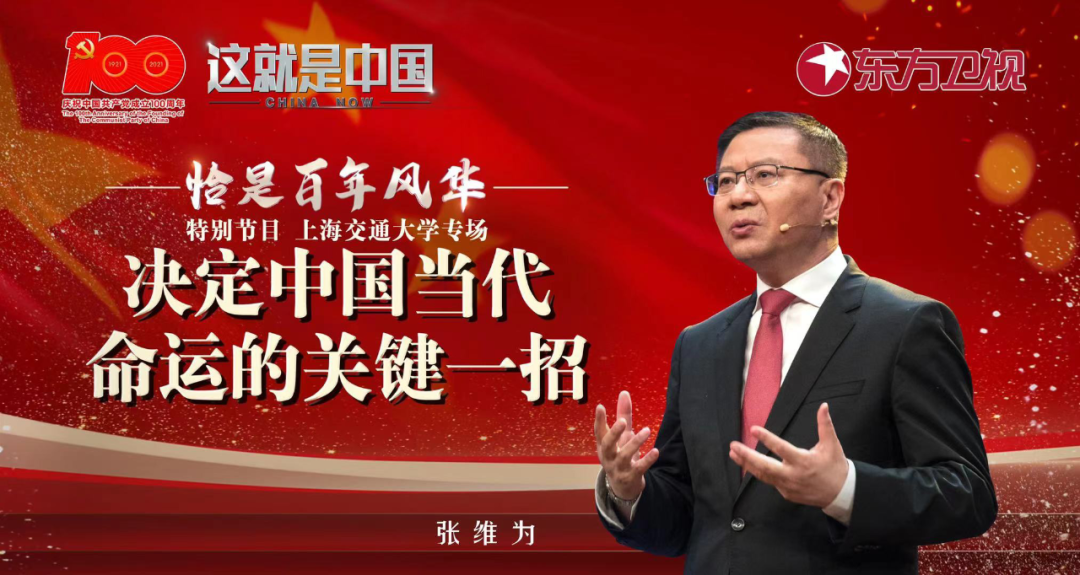 100
1921 2021
庆祝中国共产党成立100周年
The 100th Anniversary of the Founding of
The Communist Party of China
这就是中国
CHINA NOW
东方卫视
恰是百年风华
特别节目 上海交通大学专场
决定中国当代
命运的关键一招
张维为